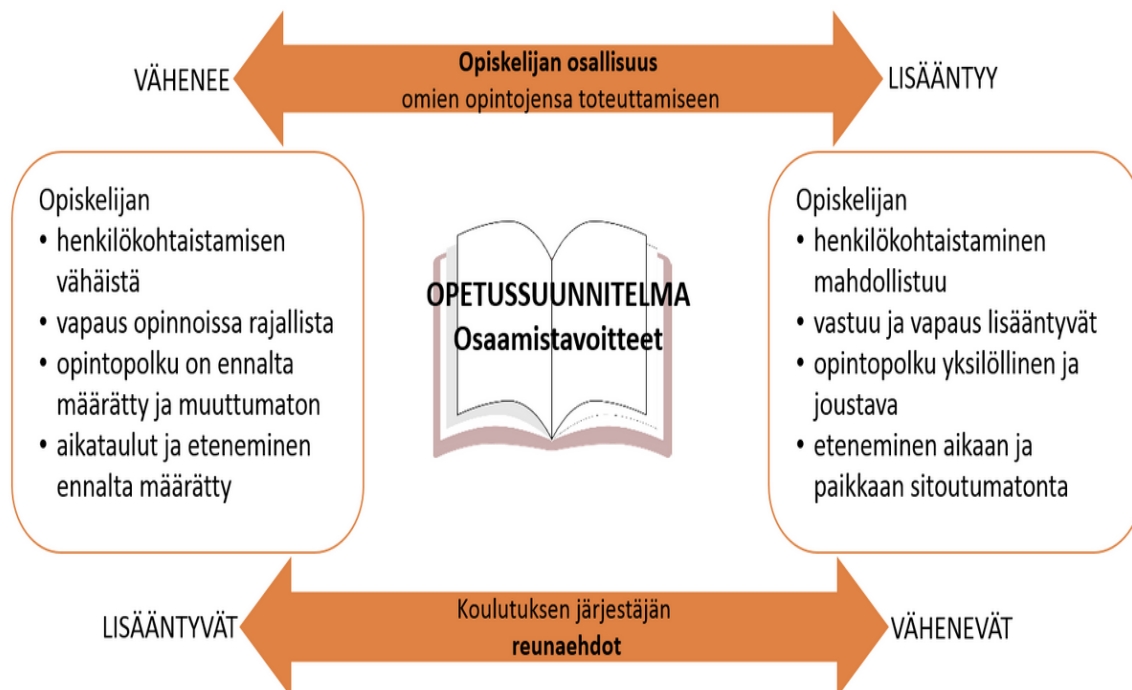 Opiskelijan osallisuus
omien opintojensa toteuttamiseen
VÄHENEE
LISÄÄNTYY
Opiskelijan
• henkilökohtaistamisen
vähäistä
• vapaus opinnoissa rajallista
• opintopolku on ennalta
määrätty ja muuttumaton
• aikataulut ja eteneminen
ennalta määrätty
OPETUSSUUNNITELMA
Osaamistavoitteet
Opiskelijan
• henkilökohtaistaminen
mahdollistuu
• vastuu ja vapaus lisääntyvät
• opintopolku yksilöllinen ja
joustava
• eteneminen aikaan ja
paikkaan sitoutumatonta
LISÄÄNTYVÄT
Koulutuksen järjestäjän
reunaehdot
VÄHENEVÄT